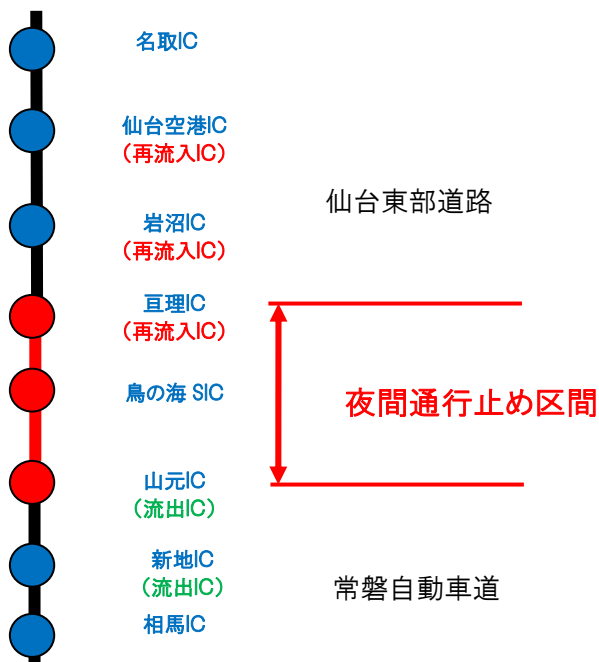 名取IC
仙台空港IC
（再流入IC）
仙台東部道路
岩沼IC
（再流入IC）
亘理IC
（再流入IC）
鳥の海 SIC
夜間通行止め区間
山元IC
（流出IC）
新地IC
（流出IC）
常磐自動車道
相馬IC